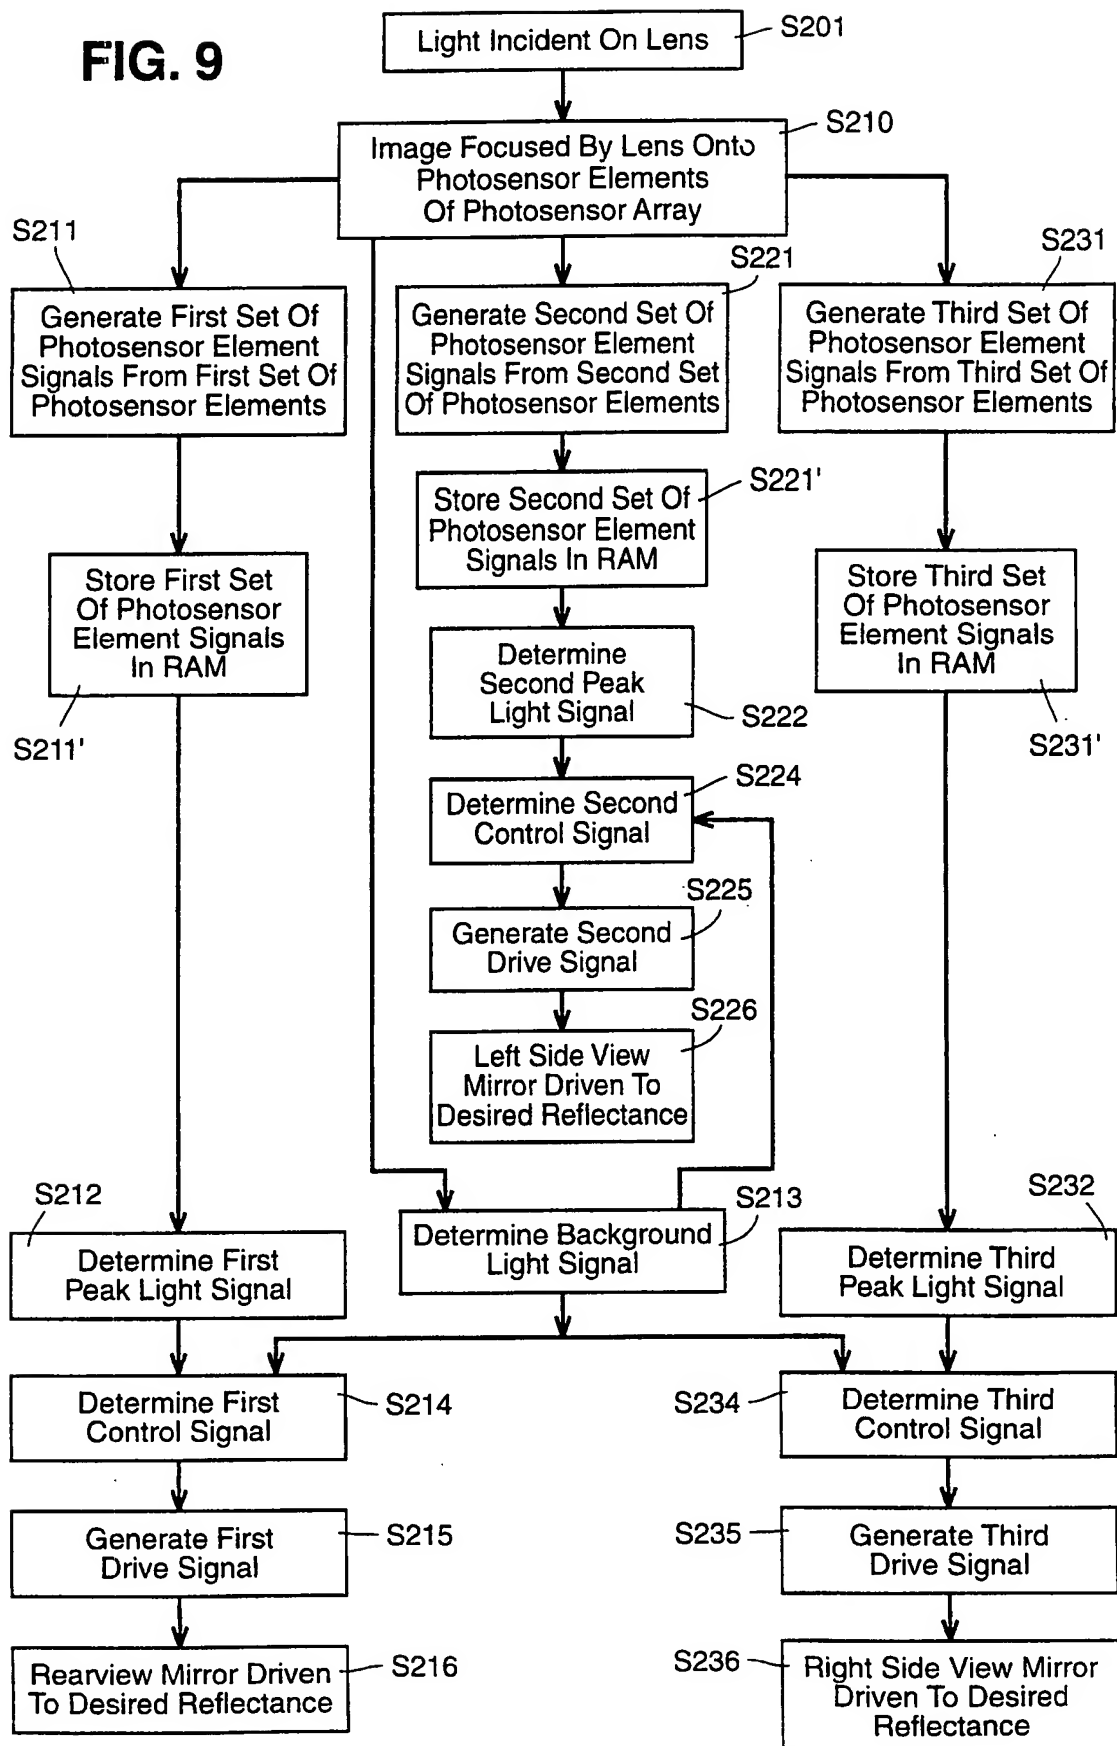 FIG. 9
Light Incident On Lens
S201
Image Focused By Lens Onto
Photosensor Elements
Of Photosensor Array
S210
S211
Generate First Set Of
Photosensor Element
Signals From First Set Of
Photosensor Elements
S221
Generate Second Set Of
Photosensor Element
Signals From Second Set
Of Photosensor Elements
S231
Generate Third Set Of
Photosensor Element
Signals From Third Set Of
Photosensor Elements
Store First Set
Of Photosensor
Element Signals
In RAM
S211'
Store Second Set Of
Photosensor Element
Signals In RAM
S221'
Store Third Set
Of Photosensor
Element Signals
In RAM
S231'
Determine
Second Peak
Light Signal
S222
Determine Second
Control Signal
S224
Generate Second
Drive Signal
S225
Left Side View
Mirror Driven To
Desired Reflectance
S226
S212
Determine First
Peak Light Signal
Determine Background
Light Signal
S213
S232
Determine Third
Peak Light Signal
Determine First
Control Signal
S214
S234
Determine Third
Control Signal
Generate First
Drive Signal
S215
S235
Generate Third
Drive Signal
Rearview Mirror Driven
To Desired Reflectance
S216
S236
Right Side View Mirror
Driven To Desired
Reflectance